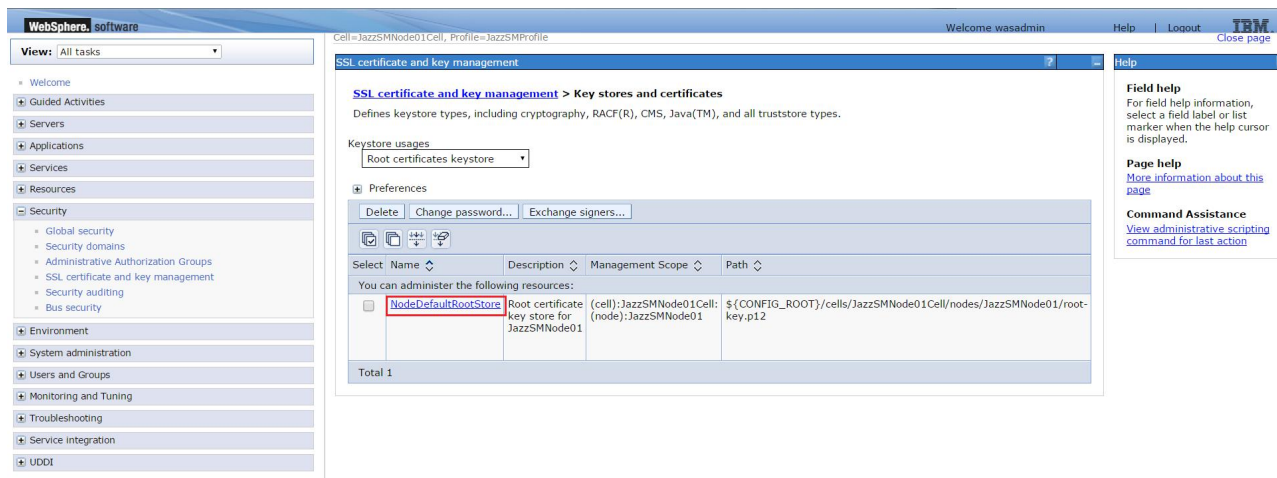 WebSphere. software
Welcome wasadmin
Help | Logout
IBM.
Cell=JazzSMNode01Cell, Profile=JazzSMProfile
Close page
View: All tasks
Welcome
Guided Activities
Servers
Applications
Services
Resources
Security
Global security
Security domains
Administrative Authorization Groups
SSL certificate and key management
Security auditing
Bus security
Environment
System administration
Users and Groups
Monitoring and Tuning
Troubleshooting
Service integration
UDDI
SSL certificate and key management
?
SSL certificate and key management > Key stores and certificates
Defines keystore types, including cryptography, RACF(R), CMS, Java(TM), and all truststore types.
Keystore usages
Root certificates keystore
Preferences
Delete Change password... Exchange signers...
Select Name Description Management Scope Path
You can administer the following resources:
NodeDefaultRootStore
Root certificate
key store for
JazzSMNode01
(cell):JazzSMNode01Cell:
(node):JazzSMNode01
${CONFIG_ROOT}/cells/JazzSMNode01Cell/nodes/JazzSMNode01/root-
key.p12
Total 1
Help
Field help
For field help information,
select a field label or list
marker when the help cursor
is displayed.
Page help
More information about this
page
Command Assistance
View administrative scripting
command for last action